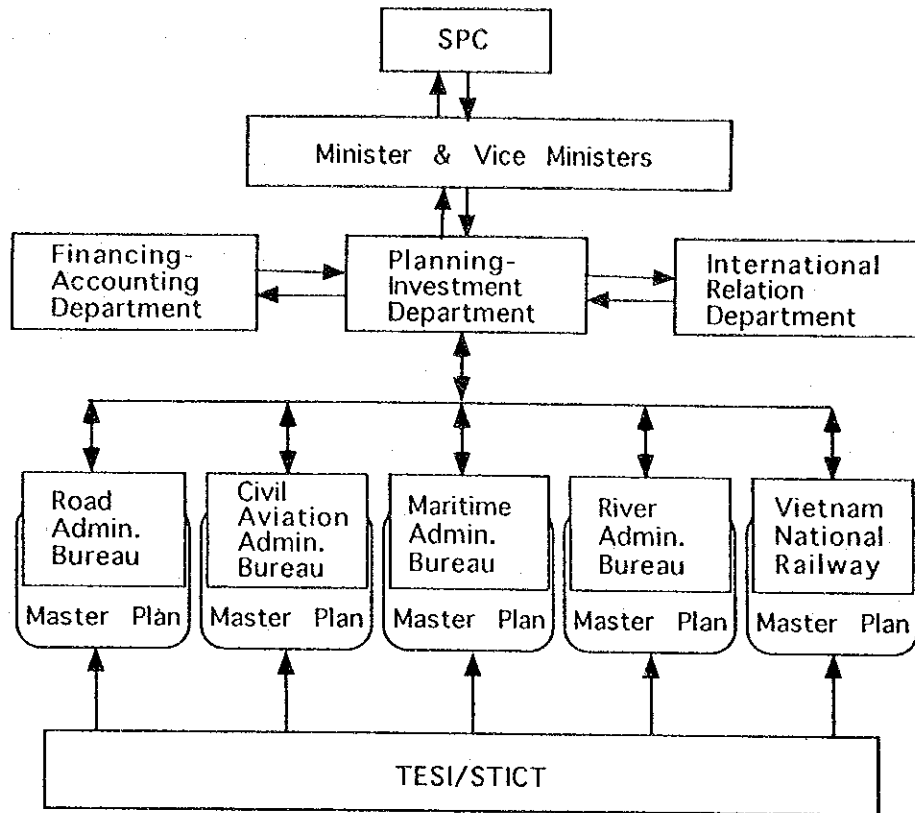 SPC
Minister & Vice Ministers
Financing-
Accounting
Department
Planning-
Investment
Department
International
Relation
Department
Road
Admin.
Bureau
Master Plan
Civil
Aviation
Admin.
Bureau
Master Plan
Maritime
Admin.
Bureau
Master Plan
River
Admin.
Bureau
Master Plan
Vietnam
National
Railway
Master Plan
TESI/STICT